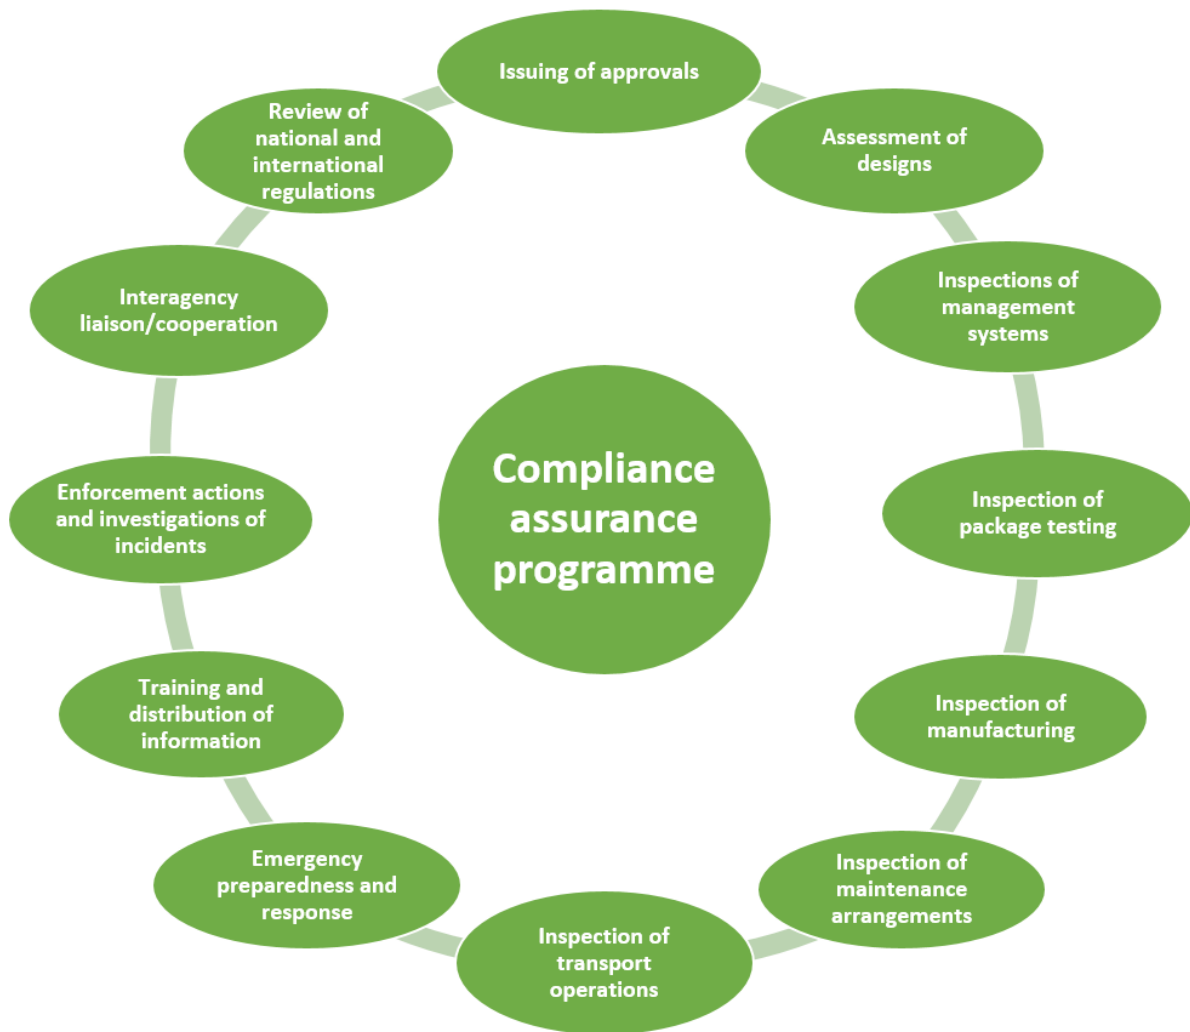 Issuing of approvals
Assessment of
designs
Inspections of
management
systems
Inspection of
package testing
Inspection of
manufacturing
Inspection of
maintenance
arrangements
Inspection of
transport
operations
Emergency
preparedness and
response
Training and
distribution of
information
Enforcement actions
and investigations of
incidents
Interagency
liaison/cooperation
Review of
national and
international
regulations
Compliance
assurance
programme